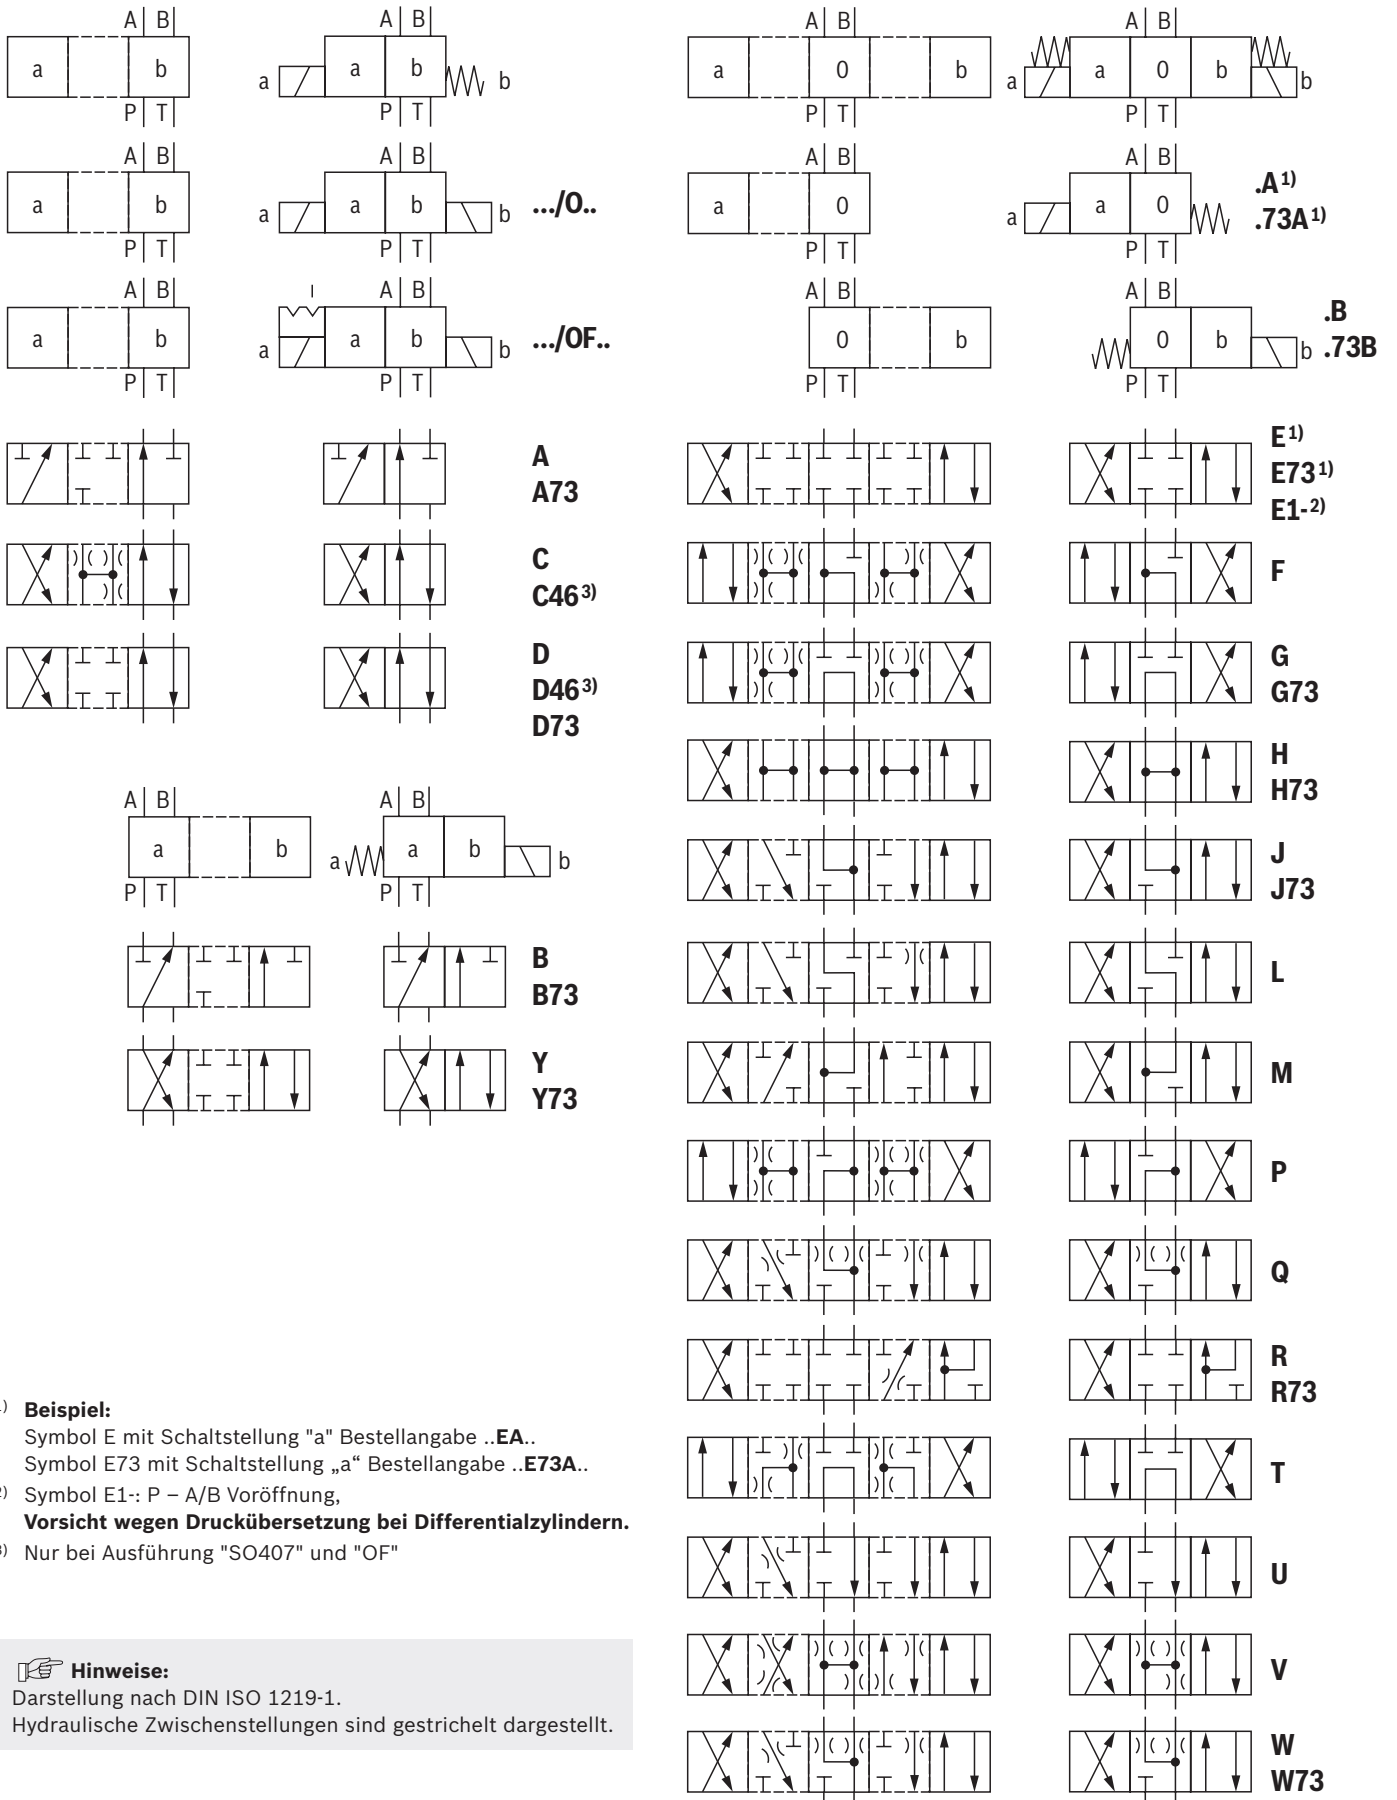 A B
a b
P T
A B
a a b b
P T
A B
a b
P T
A B
a a b b
P T
.../O..
A B
a b
P T
A B
a a b b
P T
.../OF..
A
A73
C
C46 3)
D
D46 3)
D73
A B
a b
P T
A B
a a b b
P T
B
B73
Y
Y73
A B
a 0 b
P T
A B
a a 0 b b
P T
A B
a 0
P T
A B
a a 0
P T
.A 1)
.73A 1)
A B
0 b
P T
A B
0 b b
P T
.B
.73B
E 1)
E73 1)
E1- 2)
F
G
G73
H
H73
J
J73
L
M
P
Q
R
R73
T
U
V
W
W73
1) Beispiel:
Symbol E mit Schaltstellung "a" Bestellangabe ..EA..
Symbol E73 mit Schaltstellung „a“ Bestellangabe ..E73A..
2) Symbol E1-: P – A/B Voröffnung,
Vorsicht wegen Druckübersetzung bei Differentialzylindern.
3) Nur bei Ausführung "SO407" und "OF"
Hinweise:
Darstellung nach DIN ISO 1219-1.
Hydraulische Zwischenstellungen sind gestrichelt dargestellt.